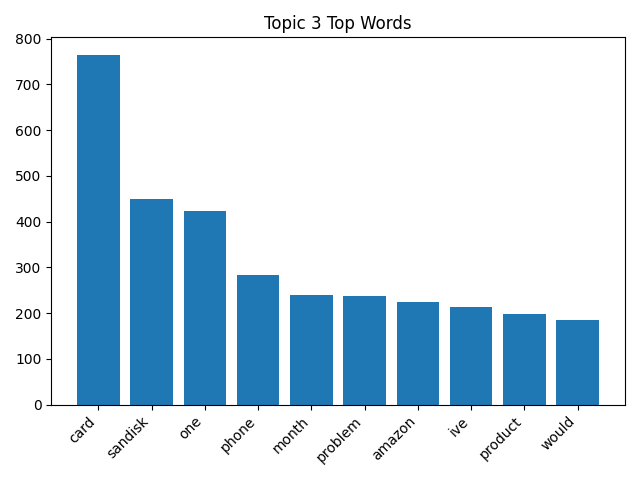 Topic 3 Top Words
800
700
600
500
400
300
200
100
0
card
sandisk
one
phone
month
problem
amazon
ive
product
would